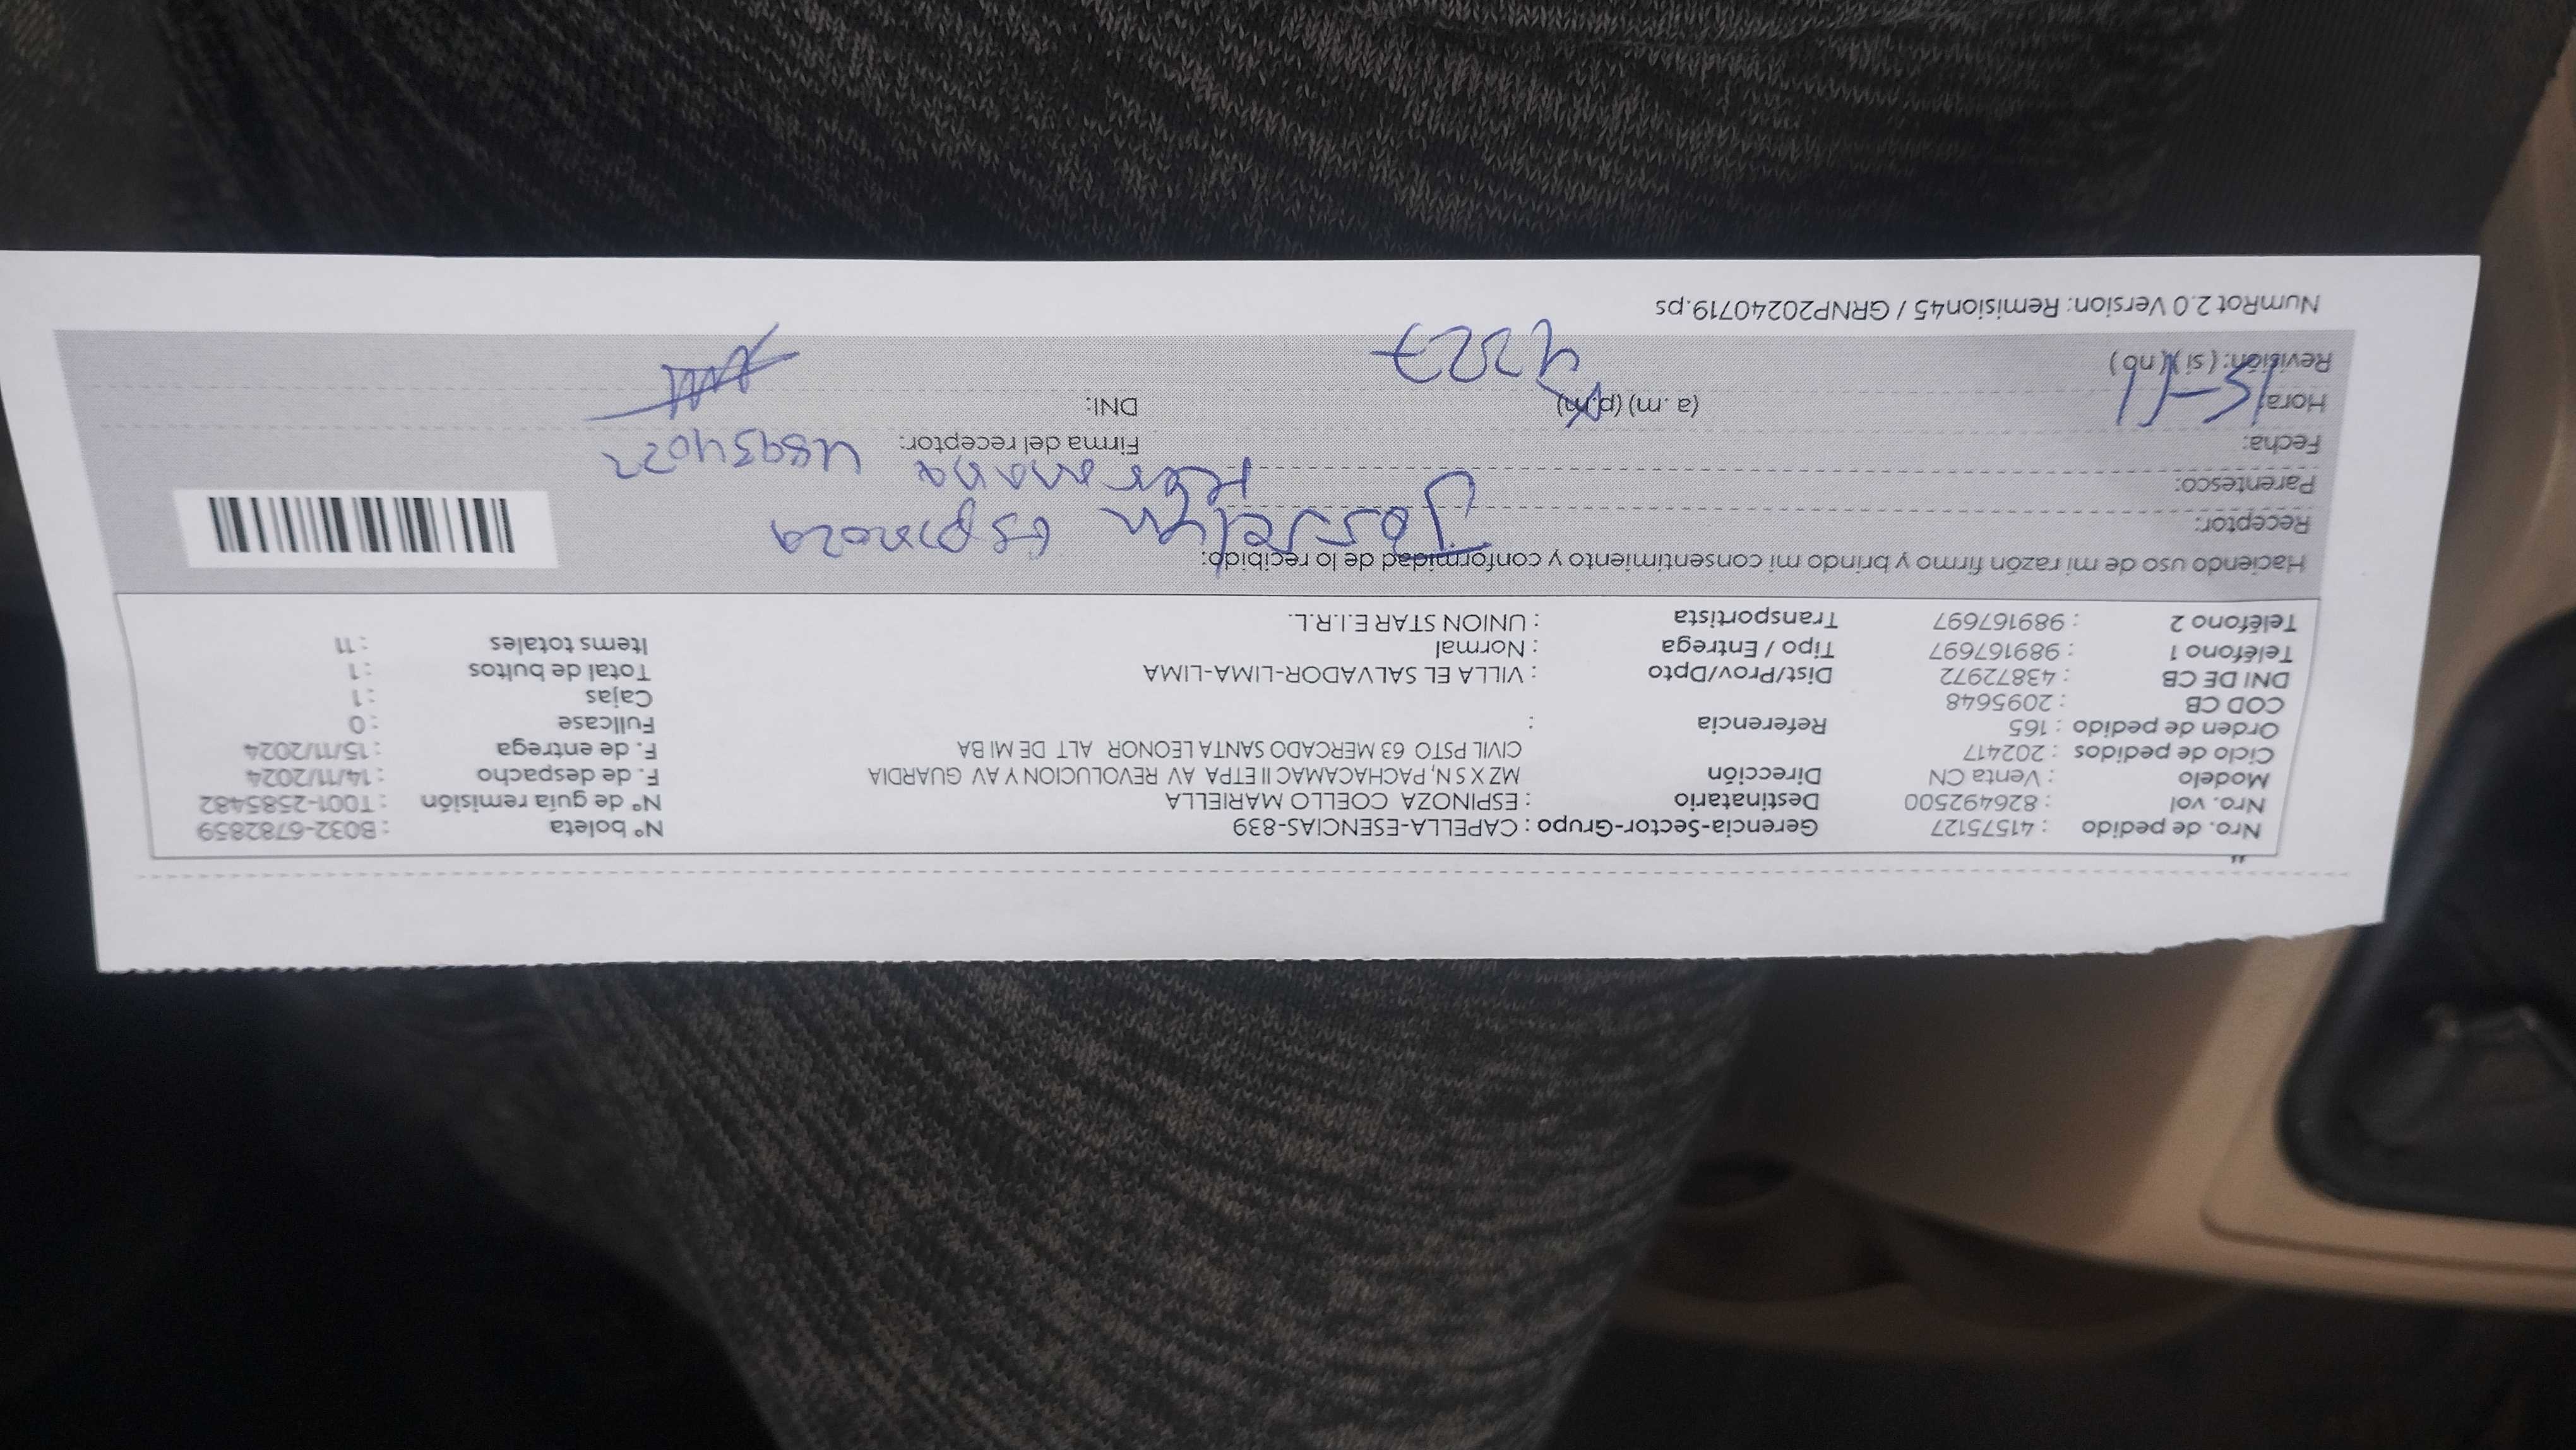 Nro. de pedido : 41575127 Gerencia-Sector-Grupo : CAPELLA-ESENCIAS-839 N° boleta : B032-6782859
Nro. vol : 826492500 Destinatario : ESPINOZA COELLO MARIELLA N° de guía remisión : T001-2585482
Modelo : Venta CN Dirección MZ X S N, PACHACAMAC II ETPA AV REVOLUCION Y AV GUARDIA F. de despacho : 14/11/2024
Ciclo de pedidos : 202417 CIVIL PSTO 63 MERCADO SANTA LEONOR ALT DE MI BA F. de entrega : 15/11/2024
Orden de pedido : 165 Referencia : Fullcase : 0
COD CB : 2095648 Cajas : 1
DNI DE CB : 43872972 Dist/Prov/Dpto : VILLA EL SALVADOR-LIMA-LIMA Total de bultos : 1
Teléfono 1 : 989167697 Tipo / Entrega : Normal Items totales : 11
Teléfono 2 : 989167697 Transportista : UNION STAR E.I.R.L.
Haciendo uso de mi razón firmo y brindo mi consentimiento y conformidad de lo recibido:
Receptor: Josselyn Espinoza
Parentesco: Hermana
Fecha: 15-11 Firma del receptor: 48934022
Hora: (a.m) (p.m) DNI:
Revisión: ( si ) ( no )
NumRot 2.0 Version: Remision45 / GRNP20240719.ps